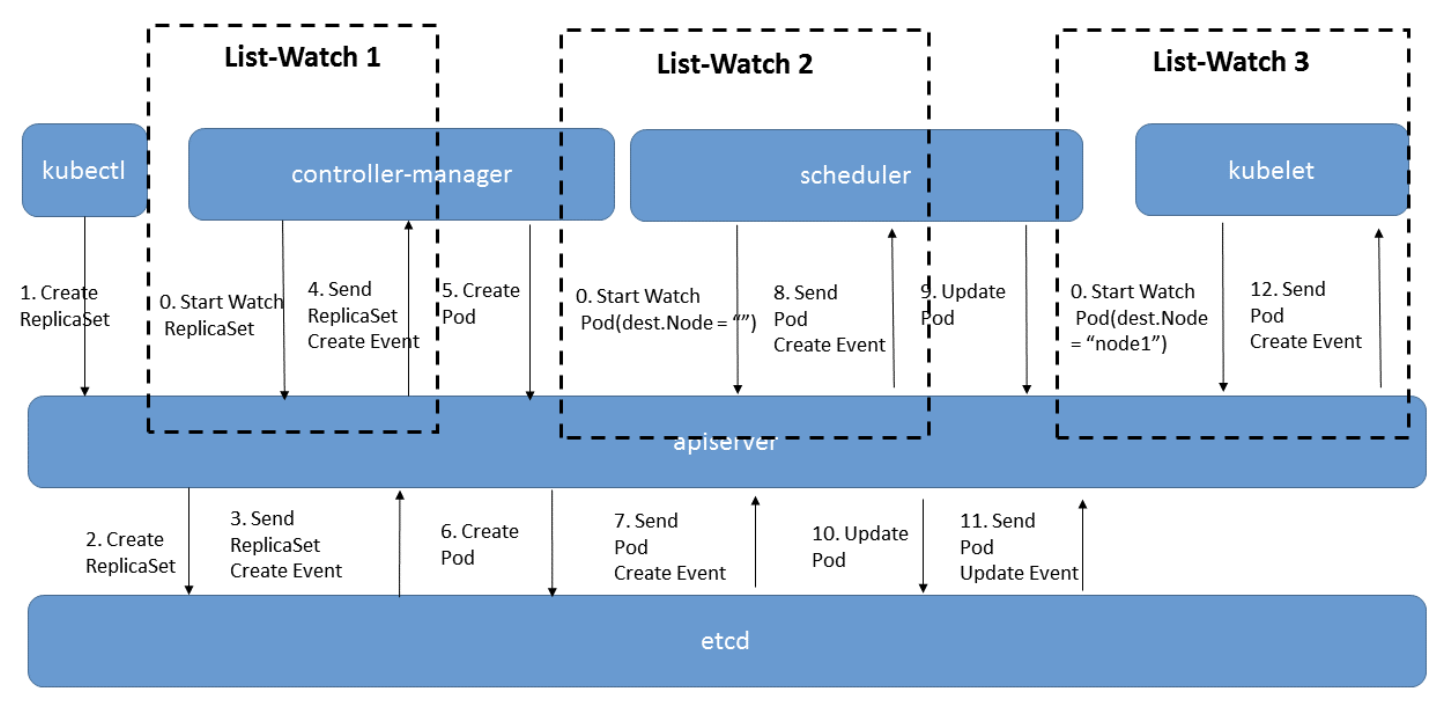 List-Watch 1
List-Watch 2
List-Watch 3
kubectl
controller-manager
scheduler
kubelet
1. Create
ReplicaSet
0. Start Watch
ReplicaSet
4. Send
ReplicaSet
Create Event
5. Create
Pod
0. Start Watch
Pod(dest.Node = “”)
8. Send
Pod
Create Event
9. Update
Pod
0. Start Watch
Pod(dest.Node
= “node1”)
12. Send
Pod
Create Event
apiserver
2. Create
ReplicaSet
3. Send
ReplicaSet
Create Event
6. Create
Pod
7. Send
Pod
Create Event
10. Update
Pod
11. Send
Pod
Update Event
etcd